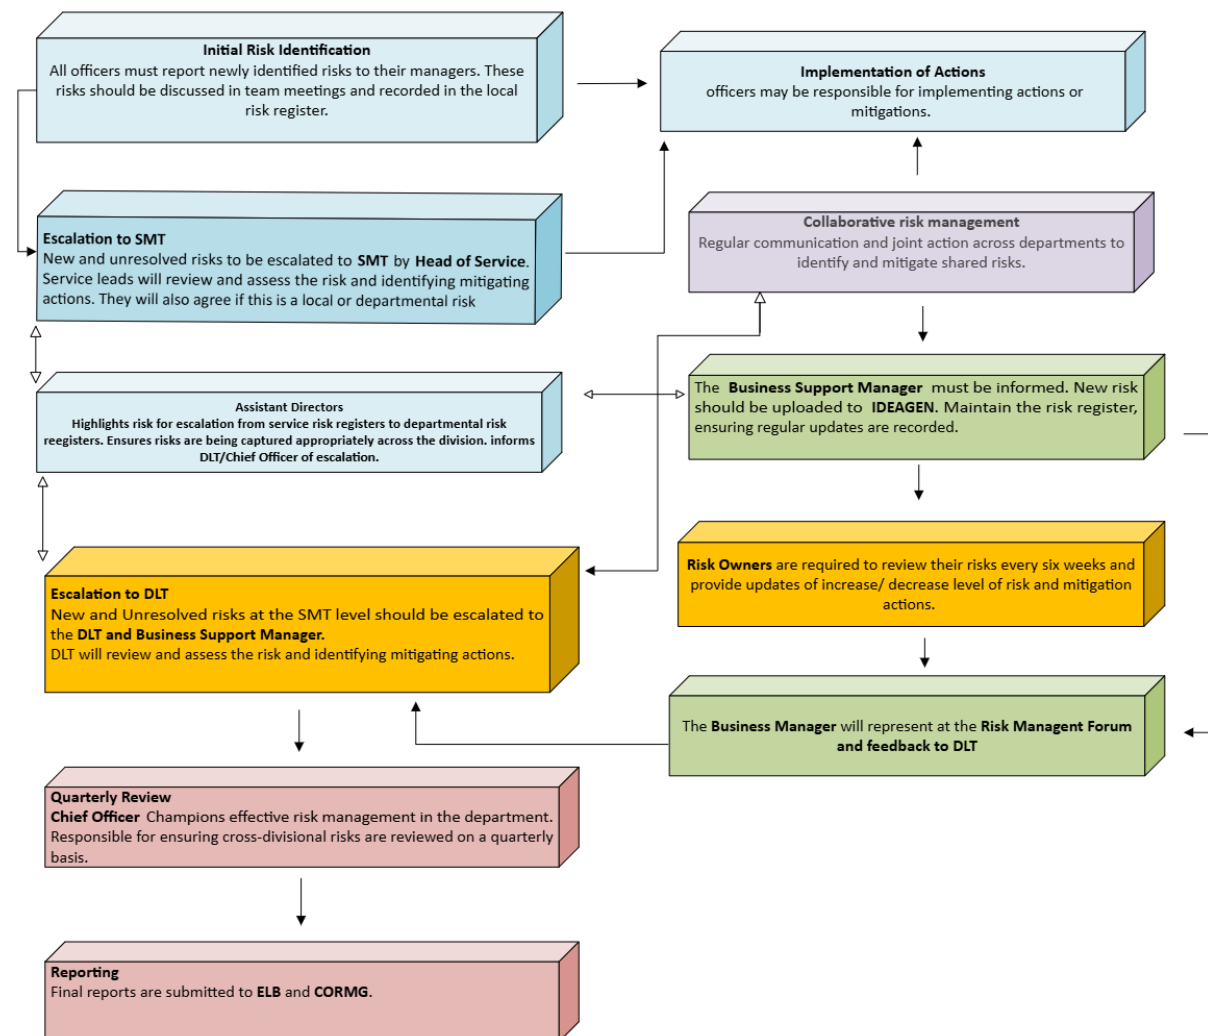 Initial Risk Identification
All officers must report newly identified risks to their managers. These
risks should be discussed in team meetings and recorded in the local
risk register.
Implementation of Actions
officers may be responsible for implementing actions or
mitigations.
Escalation to SMT
New and unresolved risks to be escalated to SMT by Head of Service.
Service leads will review and assess the risk and identifying mitigating
actions. They will also agree if this is a local or departmental risk
Collaborative risk management
Regular communication and joint action across departments to
identify and mitigate shared risks.
Assistant Directors
Highlights risk for escalation from service risk registers to departmental risk
reegisters. Ensures risks are being captured appropriately across the division. informs
DLT/Chief Officer of escalation.
The Business Support Manager must be informed. New risk
should be uploaded to IDEAGEN. Maintain the risk register,
ensuring regular updates are recorded.
Escalation to DLT
New and Unresolved risks at the SMT level should be escalated to
the DLT and Business Support Manager.
DLT will review and assess the risk and identifying mitigating actions.
Risk Owners are required to review their risks every six weeks and
provide updates of increase/ decrease level of risk and mitigation
actions.
The Business Manager will represent at the Risk Managent Forum
and feedback to DLT
Quarterly Review
Chief Officer Champions effective risk management in the department.
Responsible for ensuring cross-divisional risks are reviewed on a quarterly
basis.
Reporting
Final reports are submitted to ELB and CORMG.